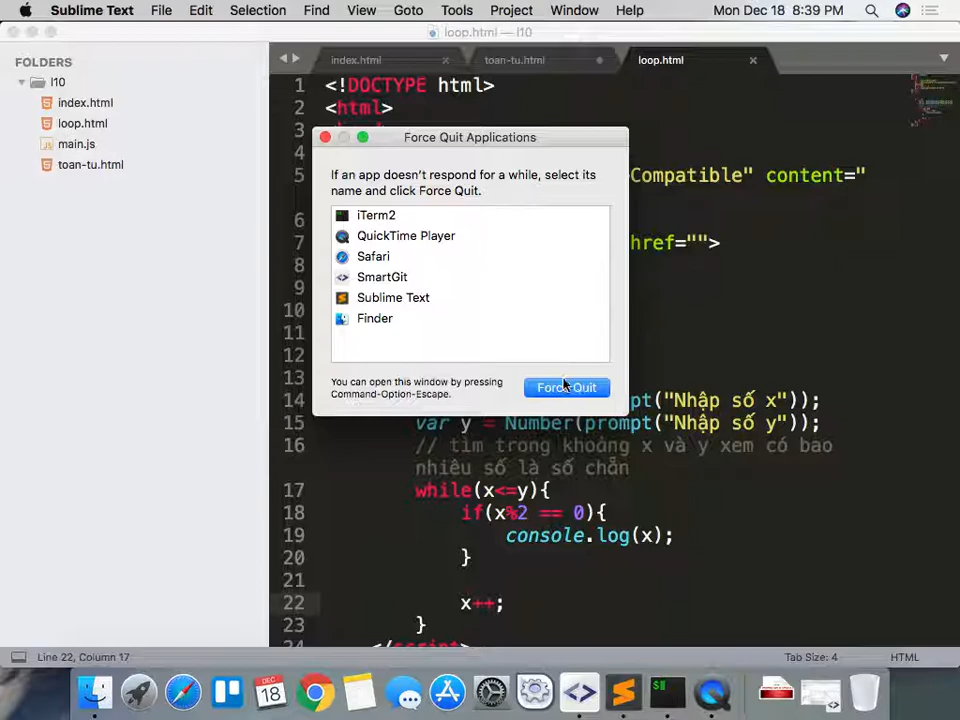 Sublime Text File Edit Selection Find View Goto Tools Project Window Help Mon Dec 18 8:39 PM
loop.html — l10
FOLDERS
l10
index.html
loop.html
main.js
toan-tu.html
index.html × toan-tu.html loop.html ×
1 <!DOCTYPE html>
2 <html>
3
4
5 Compatible" content="
6
7 href="">
8
9
10
11
12
13
14 pt("Nhập số x"));
15 var y = Number(prompt("Nhập số y"));
16 // tìm trong khoảng x và y xem có bao
nhiêu số là số chẵn
17 while(x<=y){
18 if(x%2 == 0){
19 console.log(x);
20 }
21
22 x++;
23 }
24 </script>
Force Quit Applications
If an app doesn't respond for a while, select its
name and click Force Quit.
iTerm2
QuickTime Player
Safari
SmartGit
Sublime Text
Finder
You can open this window by pressing
Command-Option-Escape.
Force Quit
Line 22, Column 17 Tab Size: 4 HTML
DEC
18
$